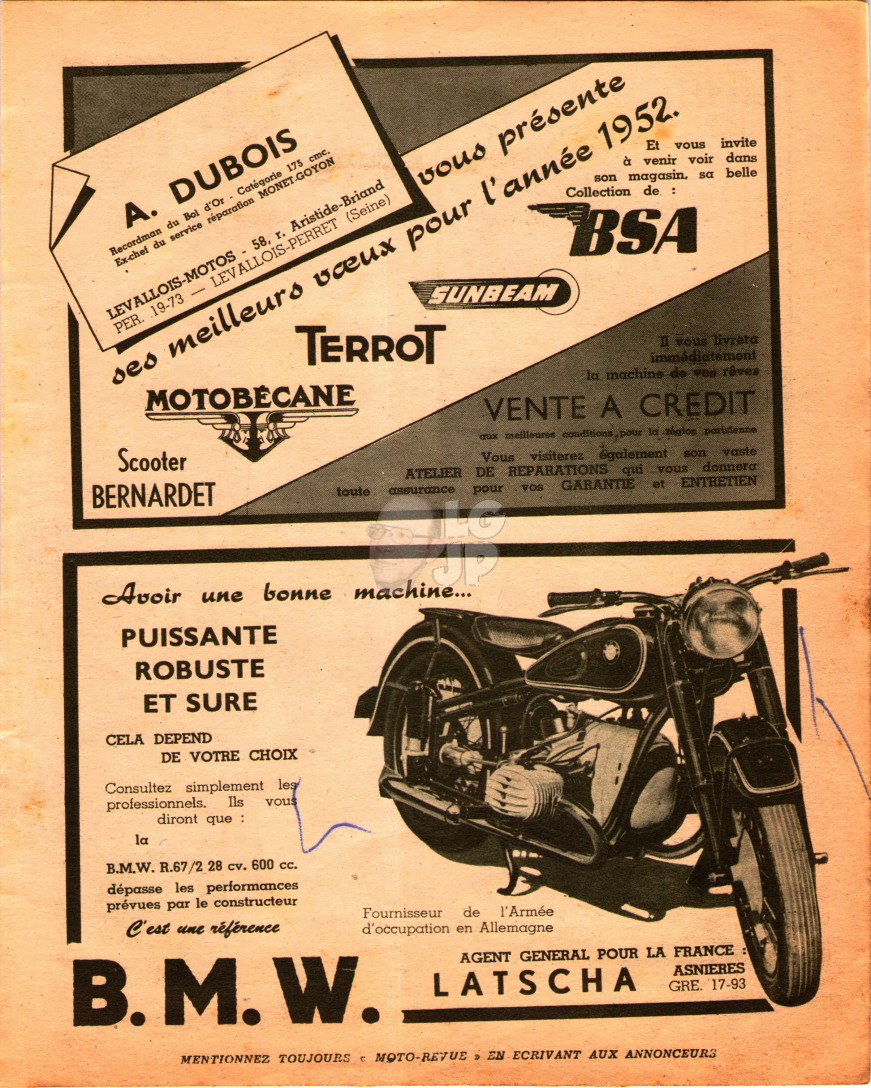 A. DUBOIS
Recordman du Bol d'Or - Catégorie 175 cmc.
Ex-chef du service réparation MONET-GOYON
LEVALLOIS-MOTOS - 58, r. Aristide-Briand
PER. 19-73 — LEVALLOIS-PERRET (Seine)
vous présente
ses meilleurs vœux pour l'année 1952.
Et vous invite
à venir voir dans
son magasin, sa belle
Collection de :
BSA
SUNBEAM
TERROT
MOTOBÉCANE
Scooter
BERNARDET
Il vous livrera
immédiatement
la machine de vos rêves
VENTE A CREDIT
aux meilleures conditions, pour la région parisienne
Vous visiterez également son vaste
ATELIER DE REPARATIONS qui vous donnera
toute assurance pour vos GARANTIE et ENTRETIEN
LG
JP
Avoir une bonne machine...
PUISSANTE
ROBUSTE
ET SURE
CELA DEPEND
DE VOTRE CHOIX
Consultez simplement les
professionnels. Ils vous
diront que :
la
B.M.W. R.67/2 28 cv. 600 cc.
dépasse les performances
prévues par le constructeur
C'est une référence
Fournisseur de l'Armée
d'occupation en Allemagne
B.M.W.
AGENT GENERAL POUR LA FRANCE :
LATSCHA ASNIERES
GRE. 17-93
MENTIONNEZ TOUJOURS « MOTO-REVUE » EN ECRIVANT AUX ANNONCEURS